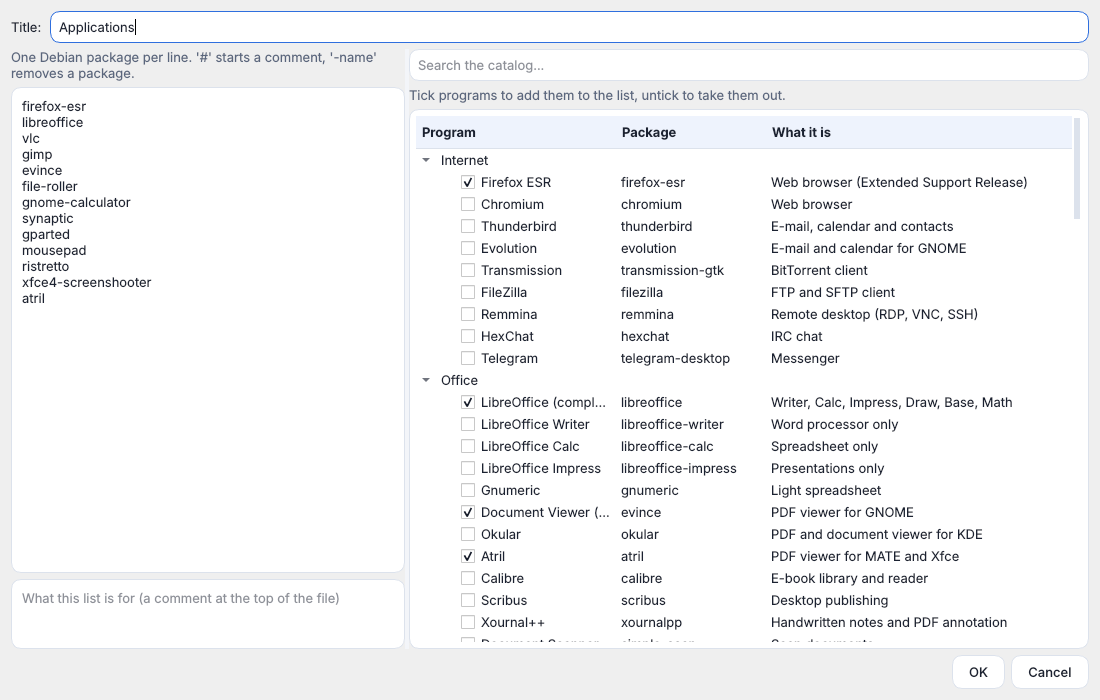 Title: Applications
One Debian package per line. '#' starts a comment, '-name'
removes a package.
firefox-esr
libreoffice
vlc
gimp
evince
file-roller
gnome-calculator
synaptic
gparted
mousepad
ristretto
xfce4-screenshooter
atril
What this list is for (a comment at the top of the file)
Search the catalog...
Tick programs to add them to the list, untick to take them out.
Program Package What it is
Internet
Firefox ESR firefox-esr Web browser (Extended Support Release)
Chromium chromium Web browser
Thunderbird thunderbird E-mail, calendar and contacts
Evolution evolution E-mail and calendar for GNOME
Transmission transmission-gtk BitTorrent client
FileZilla filezilla FTP and SFTP client
Remmina remmina Remote desktop (RDP, VNC, SSH)
HexChat hexchat IRC chat
Telegram telegram-desktop Messenger
Office
LibreOffice (compl... libreoffice Writer, Calc, Impress, Draw, Base, Math
LibreOffice Writer libreoffice-writer Word processor only
LibreOffice Calc libreoffice-calc Spreadsheet only
LibreOffice Impress libreoffice-impress Presentations only
Gnumeric gnumeric Light spreadsheet
Document Viewer (... evince PDF viewer for GNOME
Okular okular PDF and document viewer for KDE
Atril atril PDF viewer for MATE and Xfce
Calibre calibre E-book library and reader
Scribus scribus Desktop publishing
Xournal++ xournalpp Handwritten notes and PDF annotation
OK Cancel